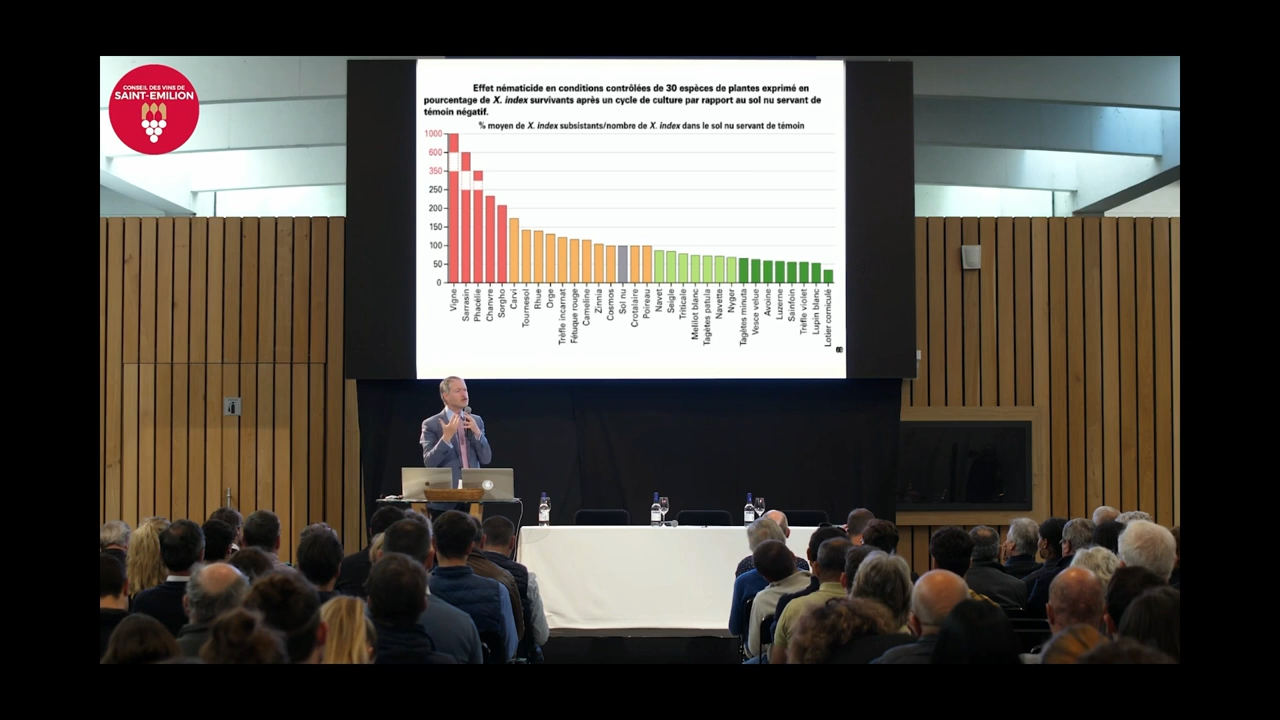 CONSEIL DES VINS DE
SAINT-EMILION
Effet nématicide en conditions contrôlées de 30 espèces de plantes exprimé en
pourcentage de X. index survivants après un cycle de culture par rapport au sol nu servant de
témoin négatif.
% moyen de X. index subsistants/nombre de X. index dans le sol nu servant de témoin
1000
600
350
250
200
150
100
50
0
Vigne
Sarrasin
Phacélie
Chanvre
Sorgho
Carvi
Tournesol
Rhue
Orge
Trèfle incarnat
Fétuque rouge
Cameline
Zinnia
Cosmos
Sol nu
Crotalaire
Poireau
Navet
Seigle
Triticale
Melilot blanc
Tagètes patula
Navette
Nyger
Tagètes minuta
Vesce velue
Avoine
Luzerne
Sainfoin
Trèfle violet
Lupin blanc
Lotier corniculé